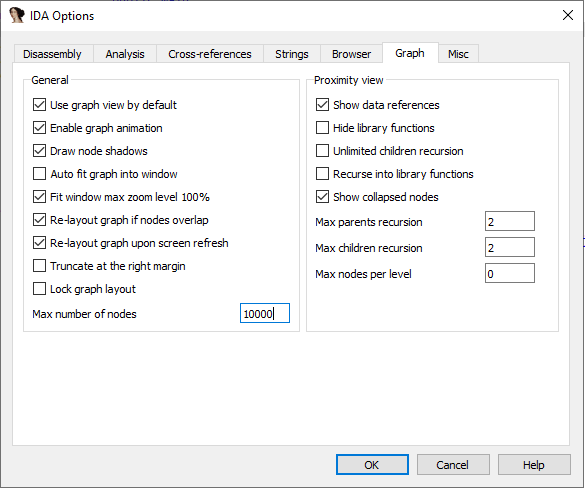 IDA Options
Disassembly Analysis Cross-references Strings Browser Graph Misc
General
Use graph view by default
Enable graph animation
Draw node shadows
Auto fit graph into window
Fit window max zoom level 100%
Re-layout graph if nodes overlap
Re-layout graph upon screen refresh
Truncate at the right margin
Lock graph layout
Max number of nodes 10000
Proximity view
Show data references
Hide library functions
Unlimited children recursion
Recurse into library functions
Show collapsed nodes
Max parents recursion 2
Max children recursion 2
Max nodes per level 0
OK Cancel Help